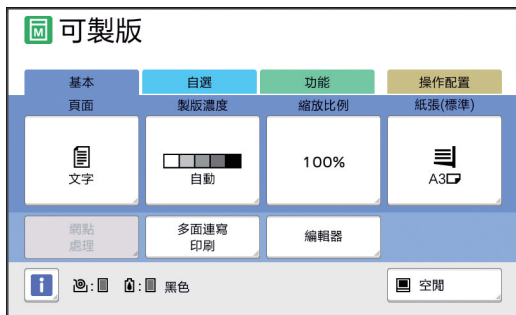 M 可製版
基本 自選 功能 操作配置
頁面 製版濃度 縮放比例 紙張(標準)
文字 自動 100% A3
網點 多面連寫 編輯器
處理 印刷
i : : 黑色 空閒